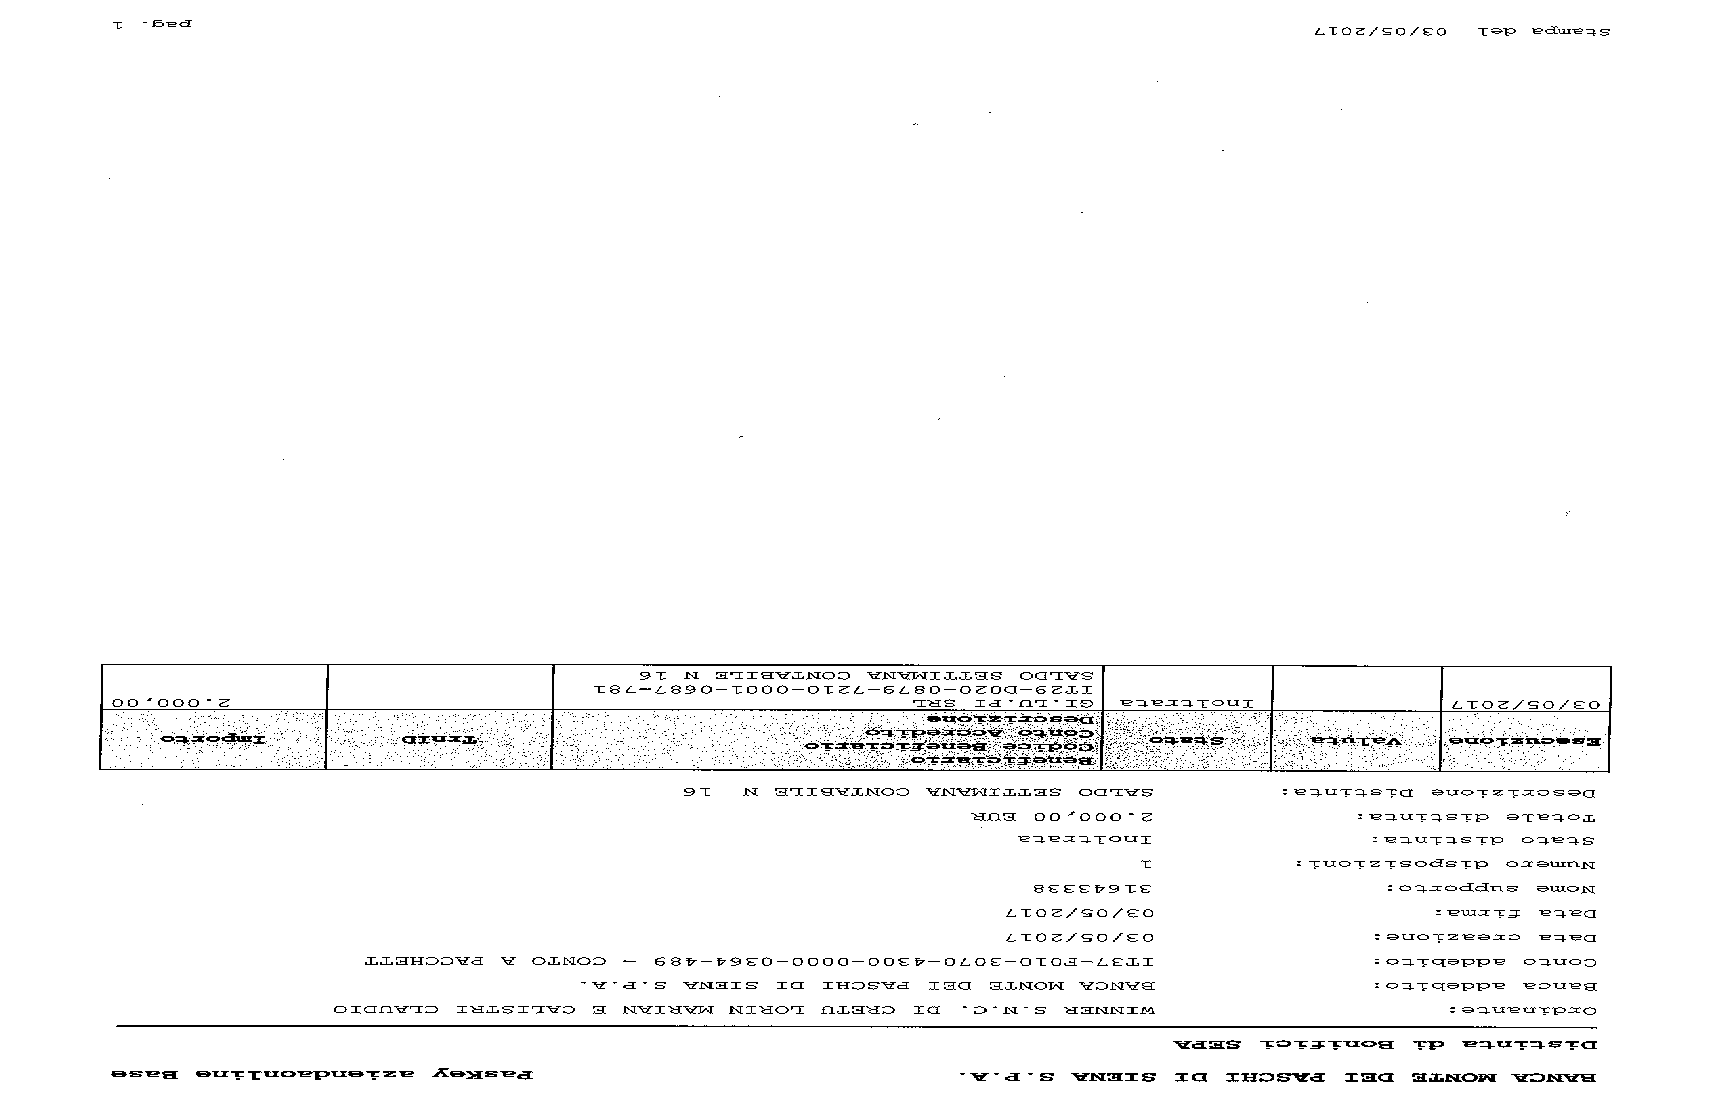 BANCA MONTE DEI PASCHI DI SIENA S.P.A. PasKey aziendaonline Base
Distinta di Bonifici SEPA
Ordinante: WINNER S.N.C. DI CRETU LORIN MARIAN E CALISTRI CLAUDIO
Banca addebito: BANCA MONTE DEI PASCHI DI SIENA S.P.A.
Conto addebito: IT37-F010-3070-4300-0000-0364-489 - CONTO A PACCHETT
Data creazione: 03/05/2017
Data firma: 03/05/2017
Nome supporto: 31643338
Numero disposizioni: 1
Stato distinta: Inoltrata
Totale distinta: 2.000,00 EUR
Descrizione Distinta: SALDO SETTIMANA CONTABILE N 16
Esecuzione Valuta Stato Beneficiario TrnID Importo
Codice Beneficiario
Conto Accredito
Descrizione
03/05/2017 Inoltrata GI.LU.PI SRL 2.000,00
IT29-D020-0879-7210-0001-0687-781
SALDO SETTIMANA CONTABILE N 16
Stampa del 03/05/2017 pag. 1